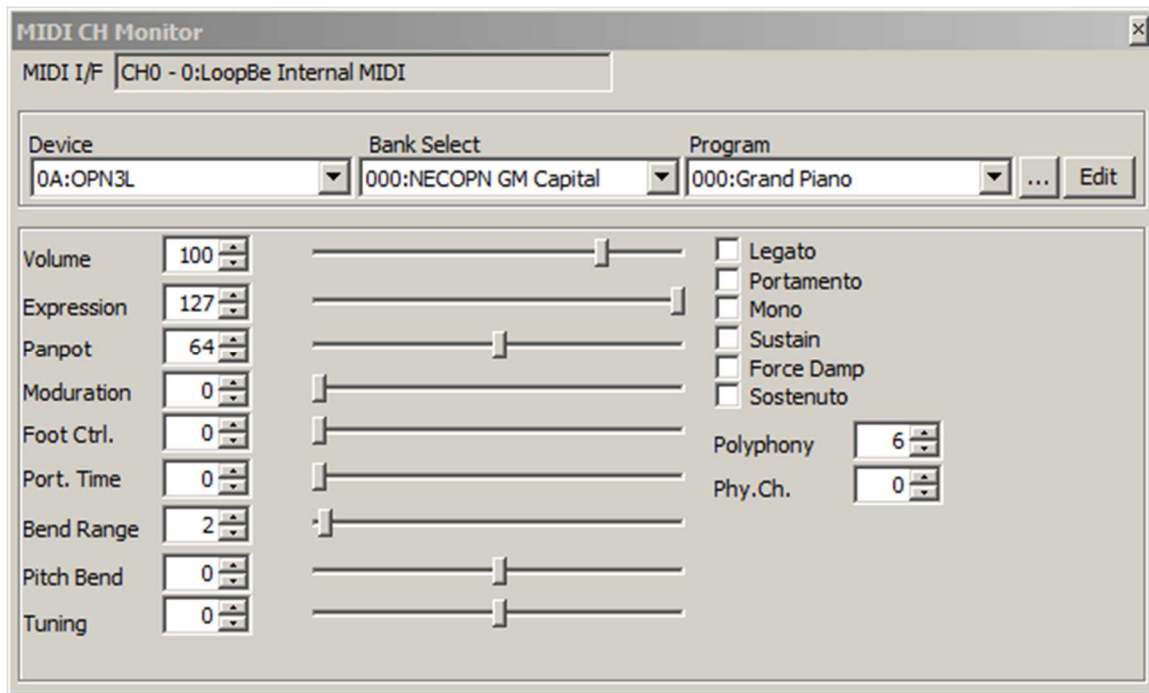 MIDI CH Monitor
MIDI I/F CH0 - 0:LoopBe Internal MIDI
Device Bank Select Program
0A:OPN3L 000:NECOPN GM Capital 000:Grand Piano ... Edit
Volume 100 Legato
Portamento
Expression 127 Mono
Panpot 64 Sustain
Force Damp
Moduration 0 Sostenuto
Foot Ctrl. 0 Polyphony 6
Port. Time 0 Phy.Ch. 0
Bend Range 2
Pitch Bend 0
Tuning 0